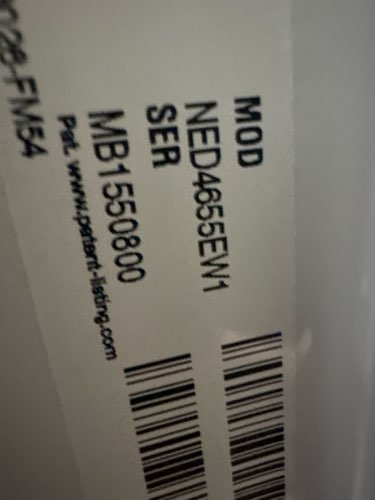 MOD
NED4655EW1
SER
MB1550800
Pat. www.patent-listing.com
-FM54